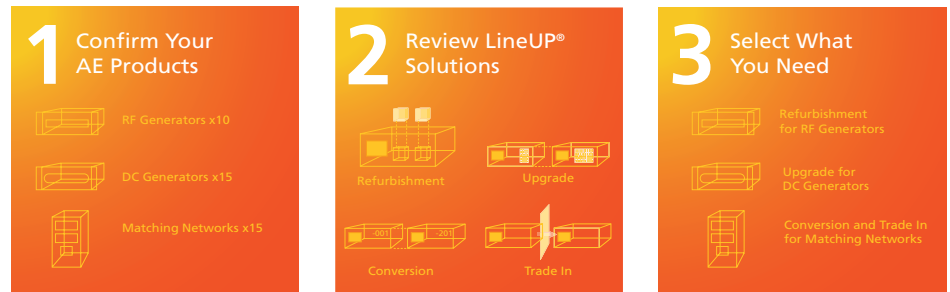 1 Confirm Your
AE Products
RF Generators x10
DC Generators x15
Matching Networks x15
2 Review LineUP®
Solutions
Refurbishment
Upgrade
-001
-201
Conversion
Trade In
3 Select What
You Need
Refurbishment
for RF Generators
Upgrade for
DC Generators
Conversion and Trade In
for Matching Networks